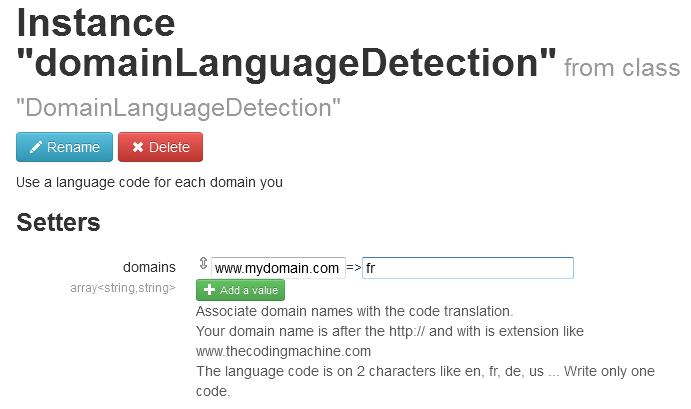 Instance
"domainLanguageDetection" from class
"DomainLanguageDetection"
Rename Delete
Use a language code for each domain you
Setters
domains www.mydomain.com => fr
array<string,string> Add a value
Associate domain names with the code translation.
Your domain name is after the http:// and with is extension like
www.thecodingmachine.com
The language code is on 2 characters like en, fr, de, us ... Write only one
code.